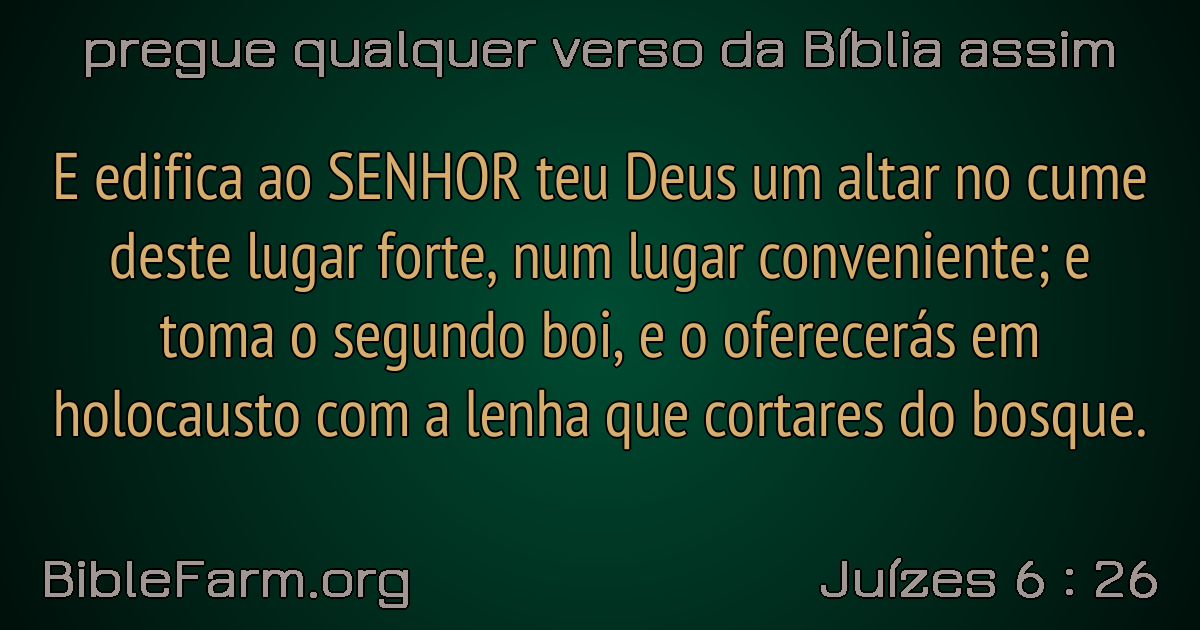 pregue qualquer verso da Bíblia assim
E edifica ao SENHOR teu Deus um altar no cume
deste lugar forte, num lugar conveniente; e
toma o segundo boi, e o oferecerás em
holocausto com a lenha que cortares do bosque.
BibleFarm.org
Juízes 6 : 26